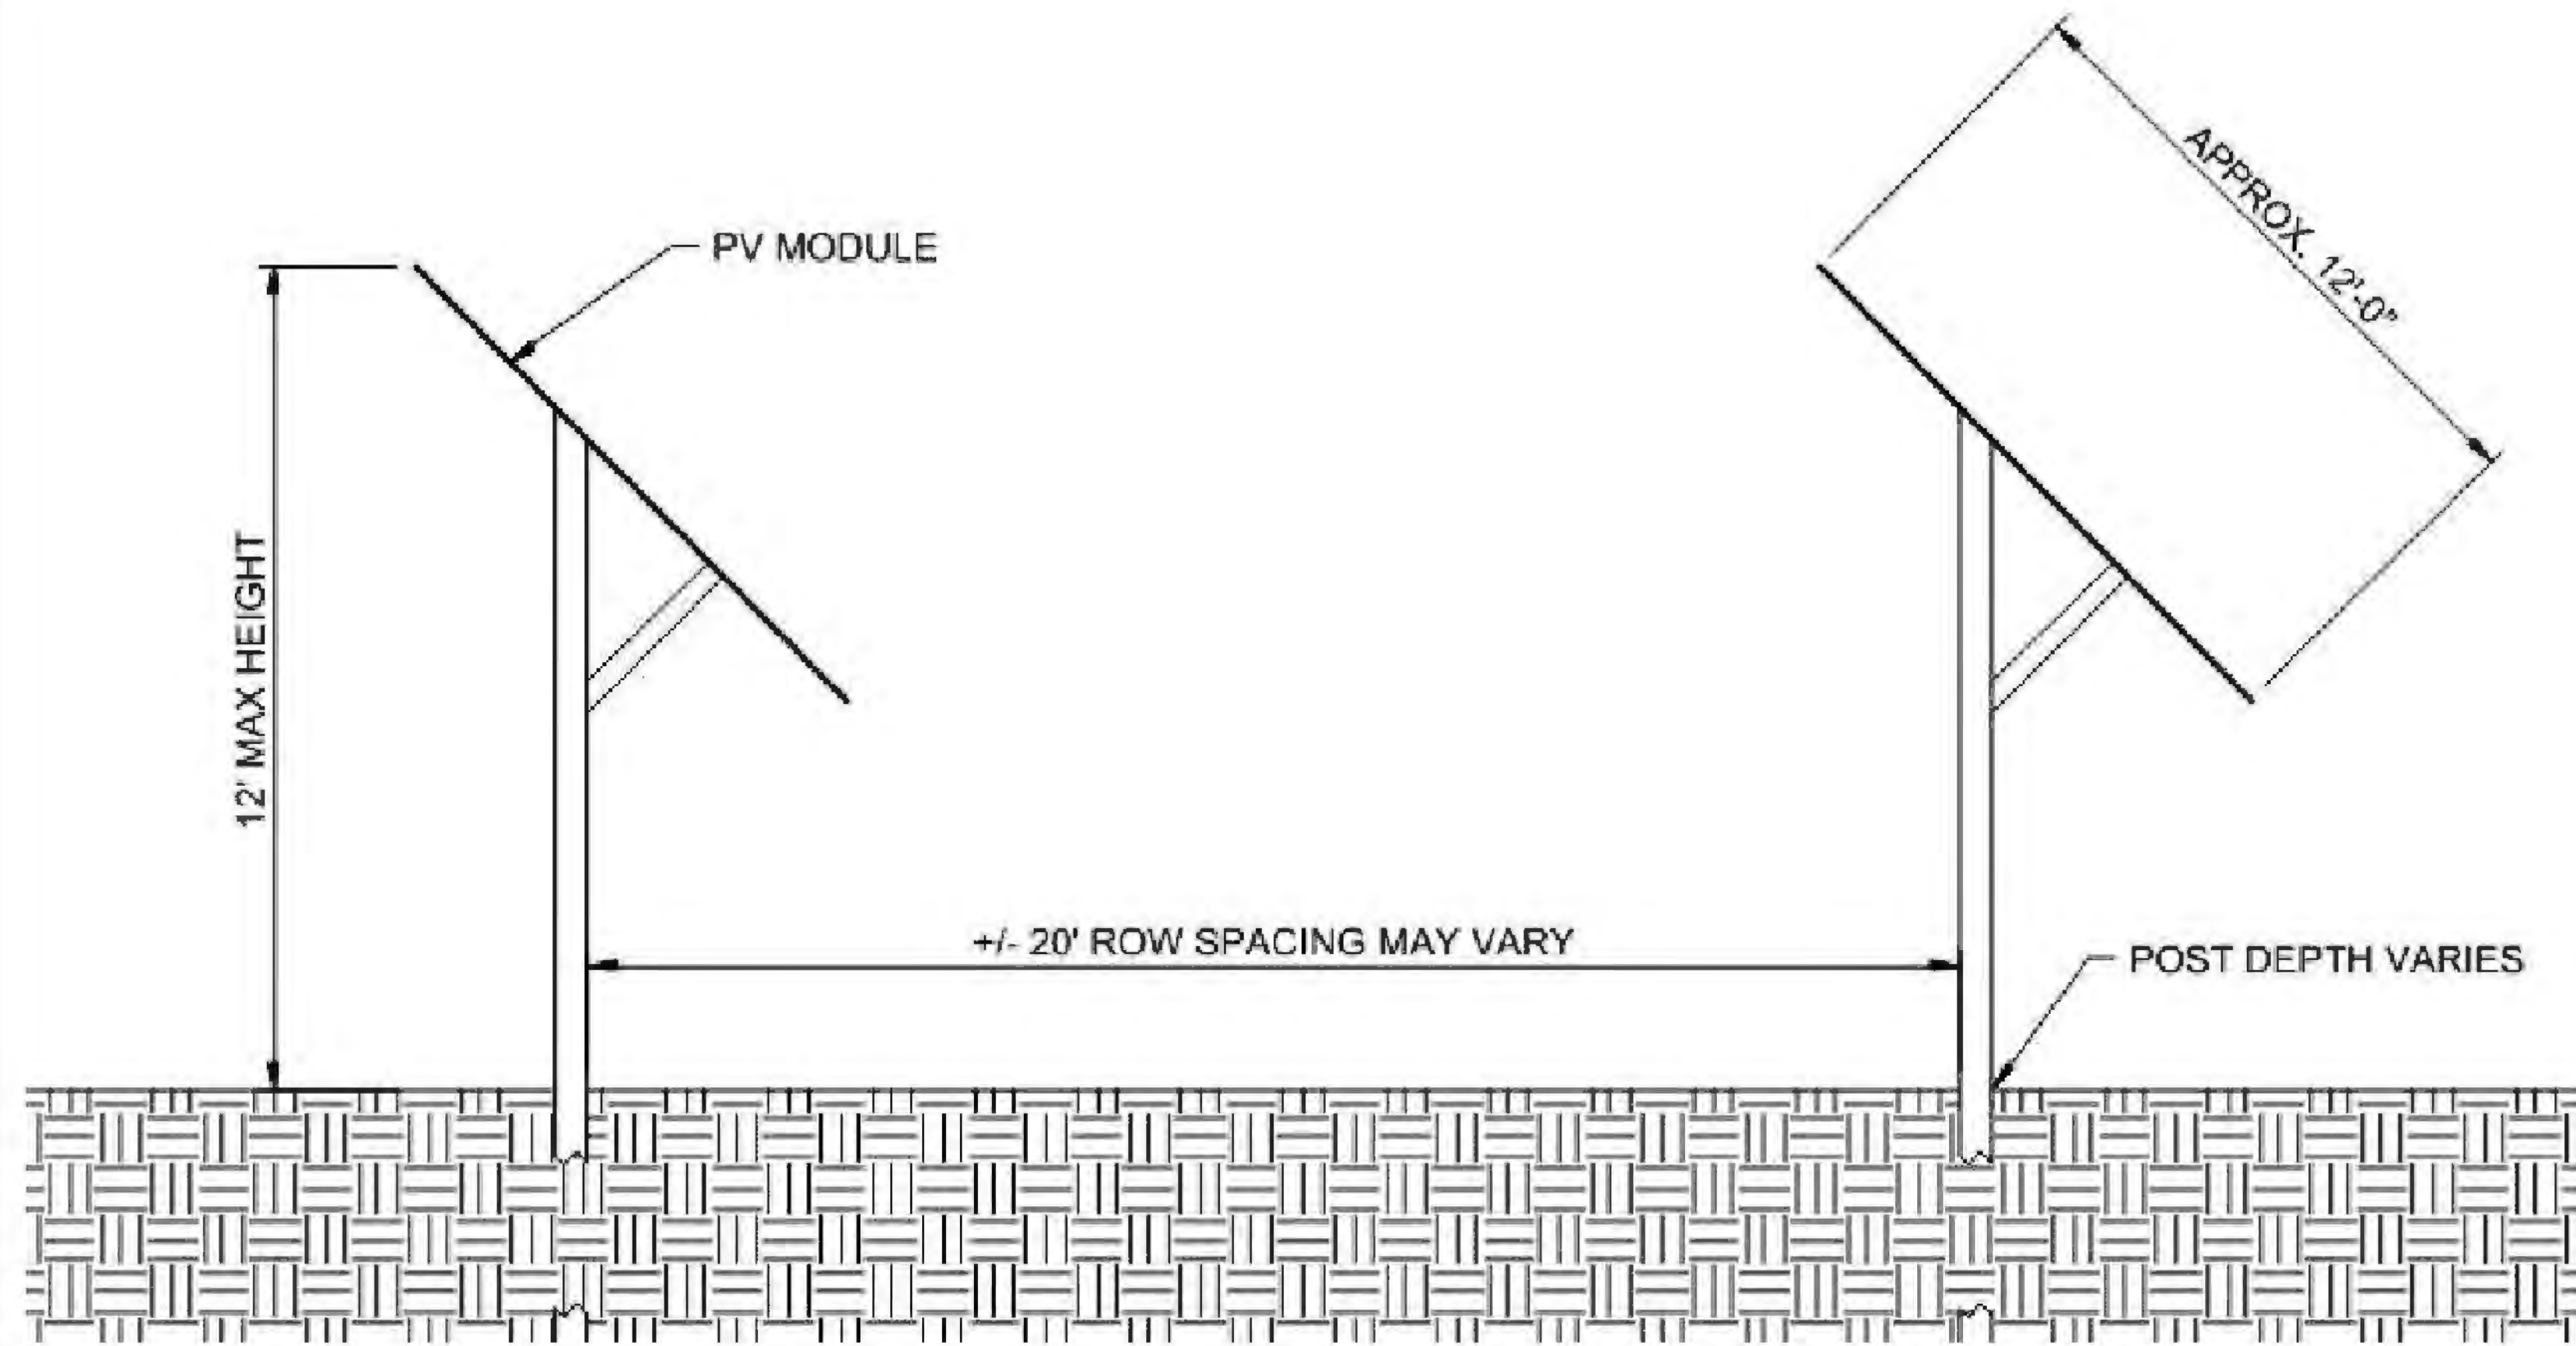 PV MODULE
APPROX. 12'-0"
12' MAX HEIGHT
+/- 20' ROW SPACING MAY VARY
POST DEPTH VARIES